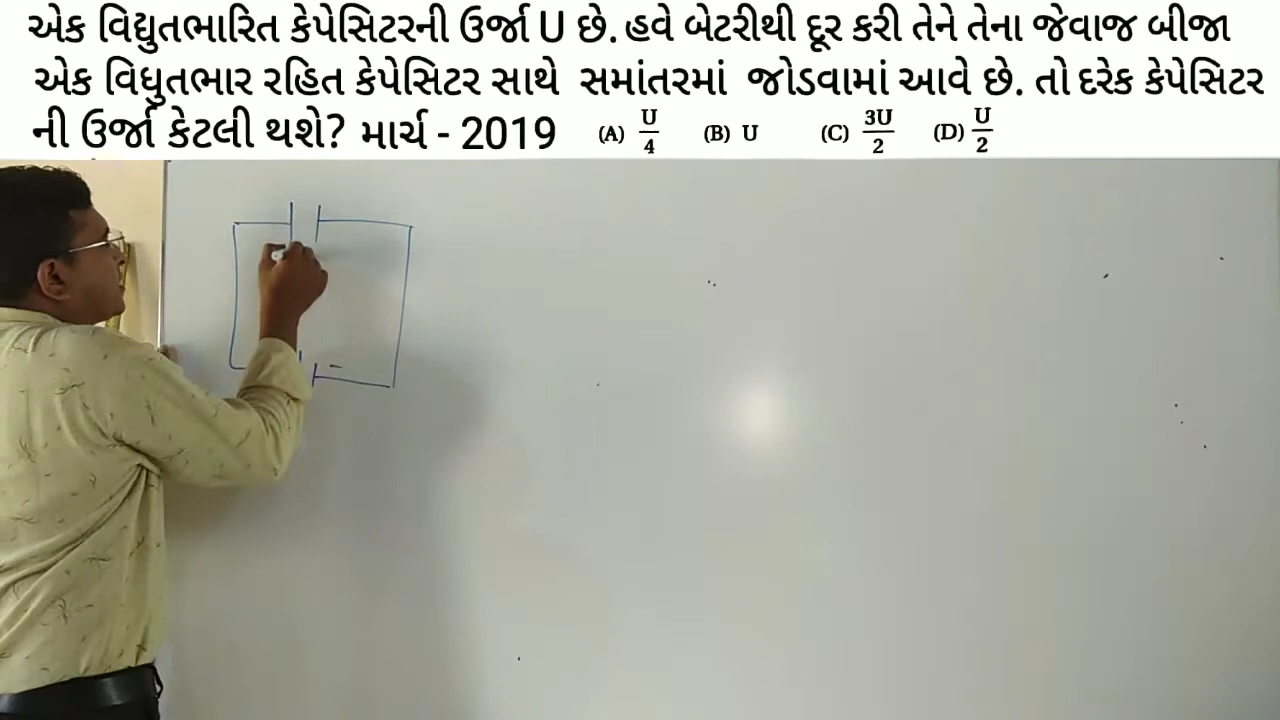 એક વિદ્યુતભારિત કેપેસિટરની ઉર્જા U છે. હવે બેટરીથી દૂર કરી તેને તેના જેવાજ બીજા
એક વિધુતભાર રહિત કેપેસિટર સાથે સમાંતરમાં જોડવામાં આવે છે. તો દરેક કેપેસિટર
ની ઉર્જા કેટલી થશે? માર્ચ - 2019 (A) U/4 (B) U (C) 3U/2 (D) U/2